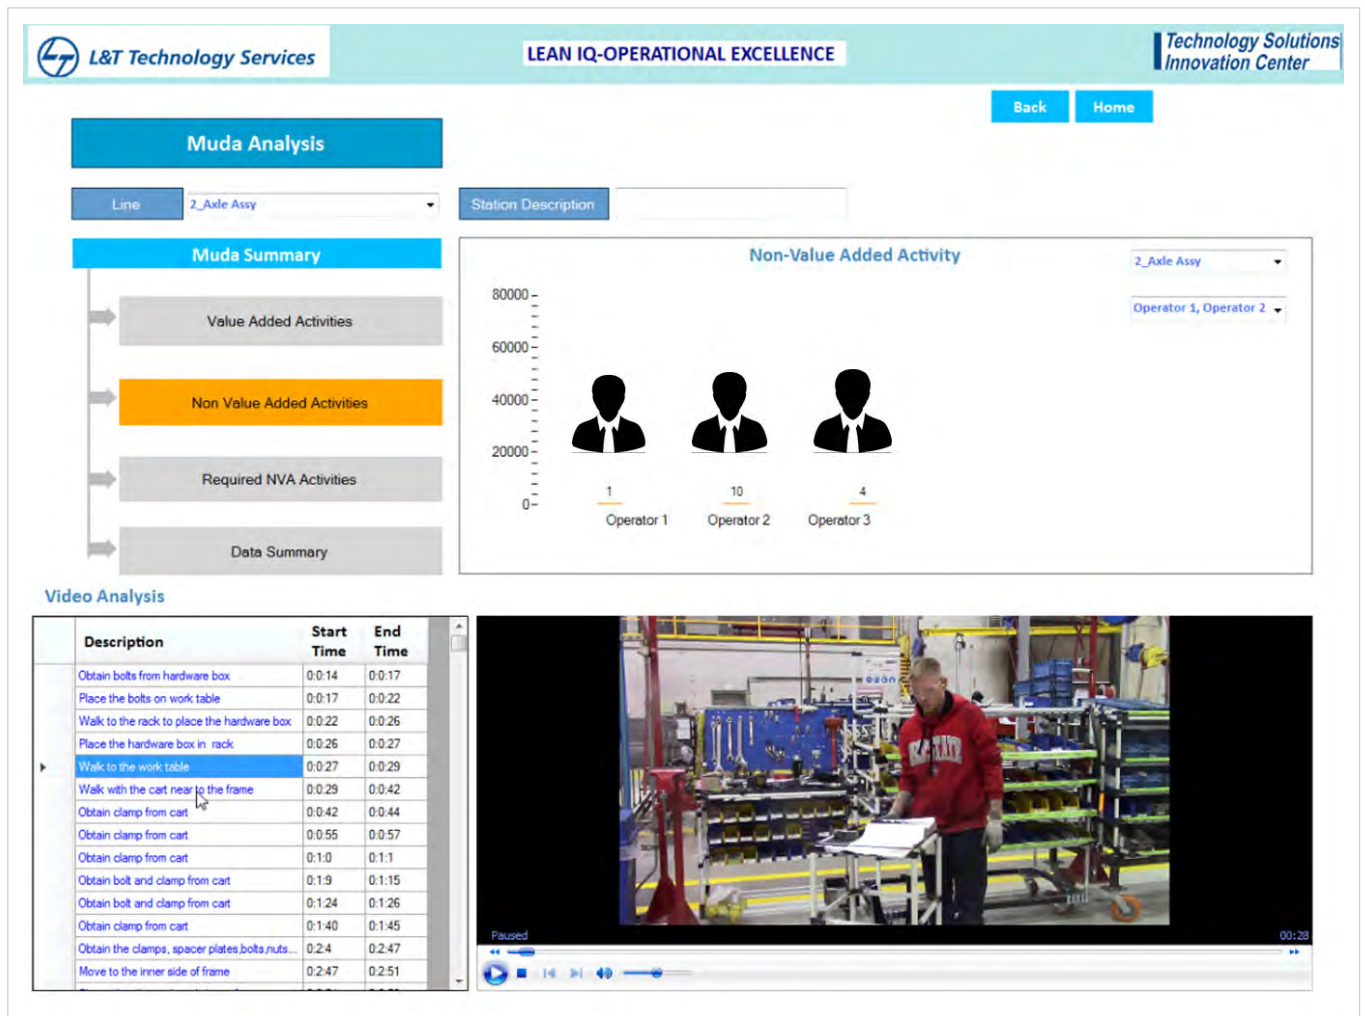 L&T Technology Services
LEAN IQ-OPERATIONAL EXCELLENCE
Technology Solutions
Innovation Center
Back
Home
Muda Analysis
Line
2_Axle Assy
Station Description
Muda Summary
Value Added Activities
Non Value Added Activities
Required NVA Activities
Data Summary
Non-Value Added Activity
2_Axle Assy
Operator 1, Operator 2
80000
60000
40000
20000
0
1
10
4
Operator 1
Operator 2
Operator 3
Video Analysis
Description Start Time End Time
Obtain bolts from hardware box 0:0:14 0:0:17
Place the bolts on work table 0:0:17 0:0:22
Walk to the rack to place the hardware box 0:0:22 0:0:26
Place the hardware box in rack 0:0:26 0:0:27
Walk to the work table 0:0:27 0:0:29
Walk with the cart near to the frame 0:0:29 0:0:42
Obtain clamp from cart 0:0:42 0:0:44
Obtain clamp from cart 0:0:55 0:0:57
Obtain clamp from cart 0:1:0 0:1:1
Obtain bolt and clamp from cart 0:1:9 0:1:15
Obtain bolt and clamp from cart 0:1:24 0:1:26
Obtain clamp from cart 0:1:40 0:1:45
Obtain the clamps, spacer plates,bolts,nuts... 0:2:4 0:2:47
Move to the inner side of frame 0:2:47 0:2:51
Paused
00:28